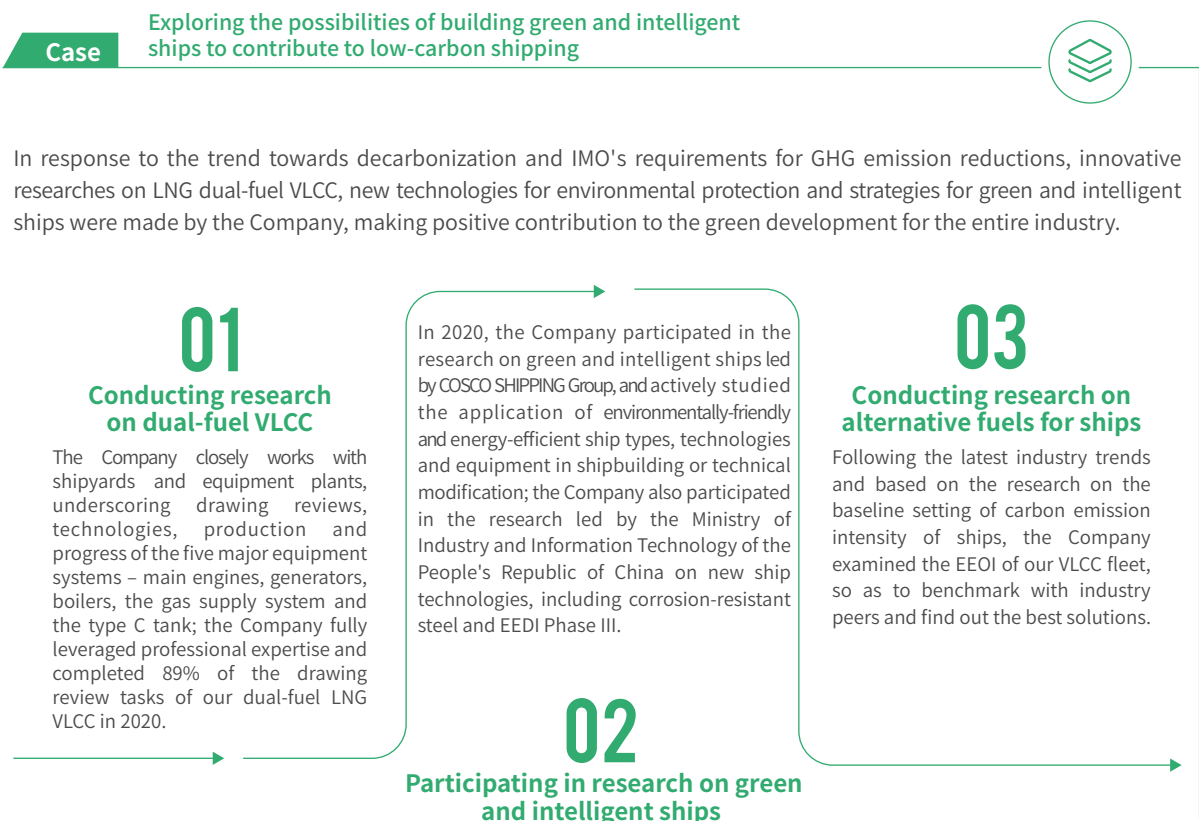 Case
Exploring the possibilities of building green and intelligent
ships to contribute to low-carbon shipping
In response to the trend towards decarbonization and IMO's requirements for GHG emission reductions, innovative
researches on LNG dual-fuel VLCC, new technologies for environmental protection and strategies for green and intelligent
ships were made by the Company, making positive contribution to the green development for the entire industry.
01
Conducting research
on dual-fuel VLCC
The Company closely works with
shipyards and equipment plants,
underscoring drawing reviews,
technologies, production and
progress of the five major equipment
systems – main engines, generators,
boilers, the gas supply system and
the type C tank; the Company fully
leveraged professional expertise and
completed 89% of the drawing
review tasks of our dual-fuel LNG
VLCC in 2020.
In 2020, the Company participated in the
research on green and intelligent ships led
by COSCO SHIPPING Group, and actively studied
the application of environmentally-friendly
and energy-efficient ship types, technologies
and equipment in shipbuilding or technical
modification; the Company also participated
in the research led by the Ministry of
Industry and Information Technology of the
People's Republic of China on new ship
technologies, including corrosion-resistant
steel and EEDI Phase III.
02
Participating in research on green
and intelligent ships
03
Conducting research on
alternative fuels for ships
Following the latest industry trends
and based on the research on the
baseline setting of carbon emission
intensity of ships, the Company
examined the EEOI of our VLCC fleet,
so as to benchmark with industry
peers and find out the best solutions.